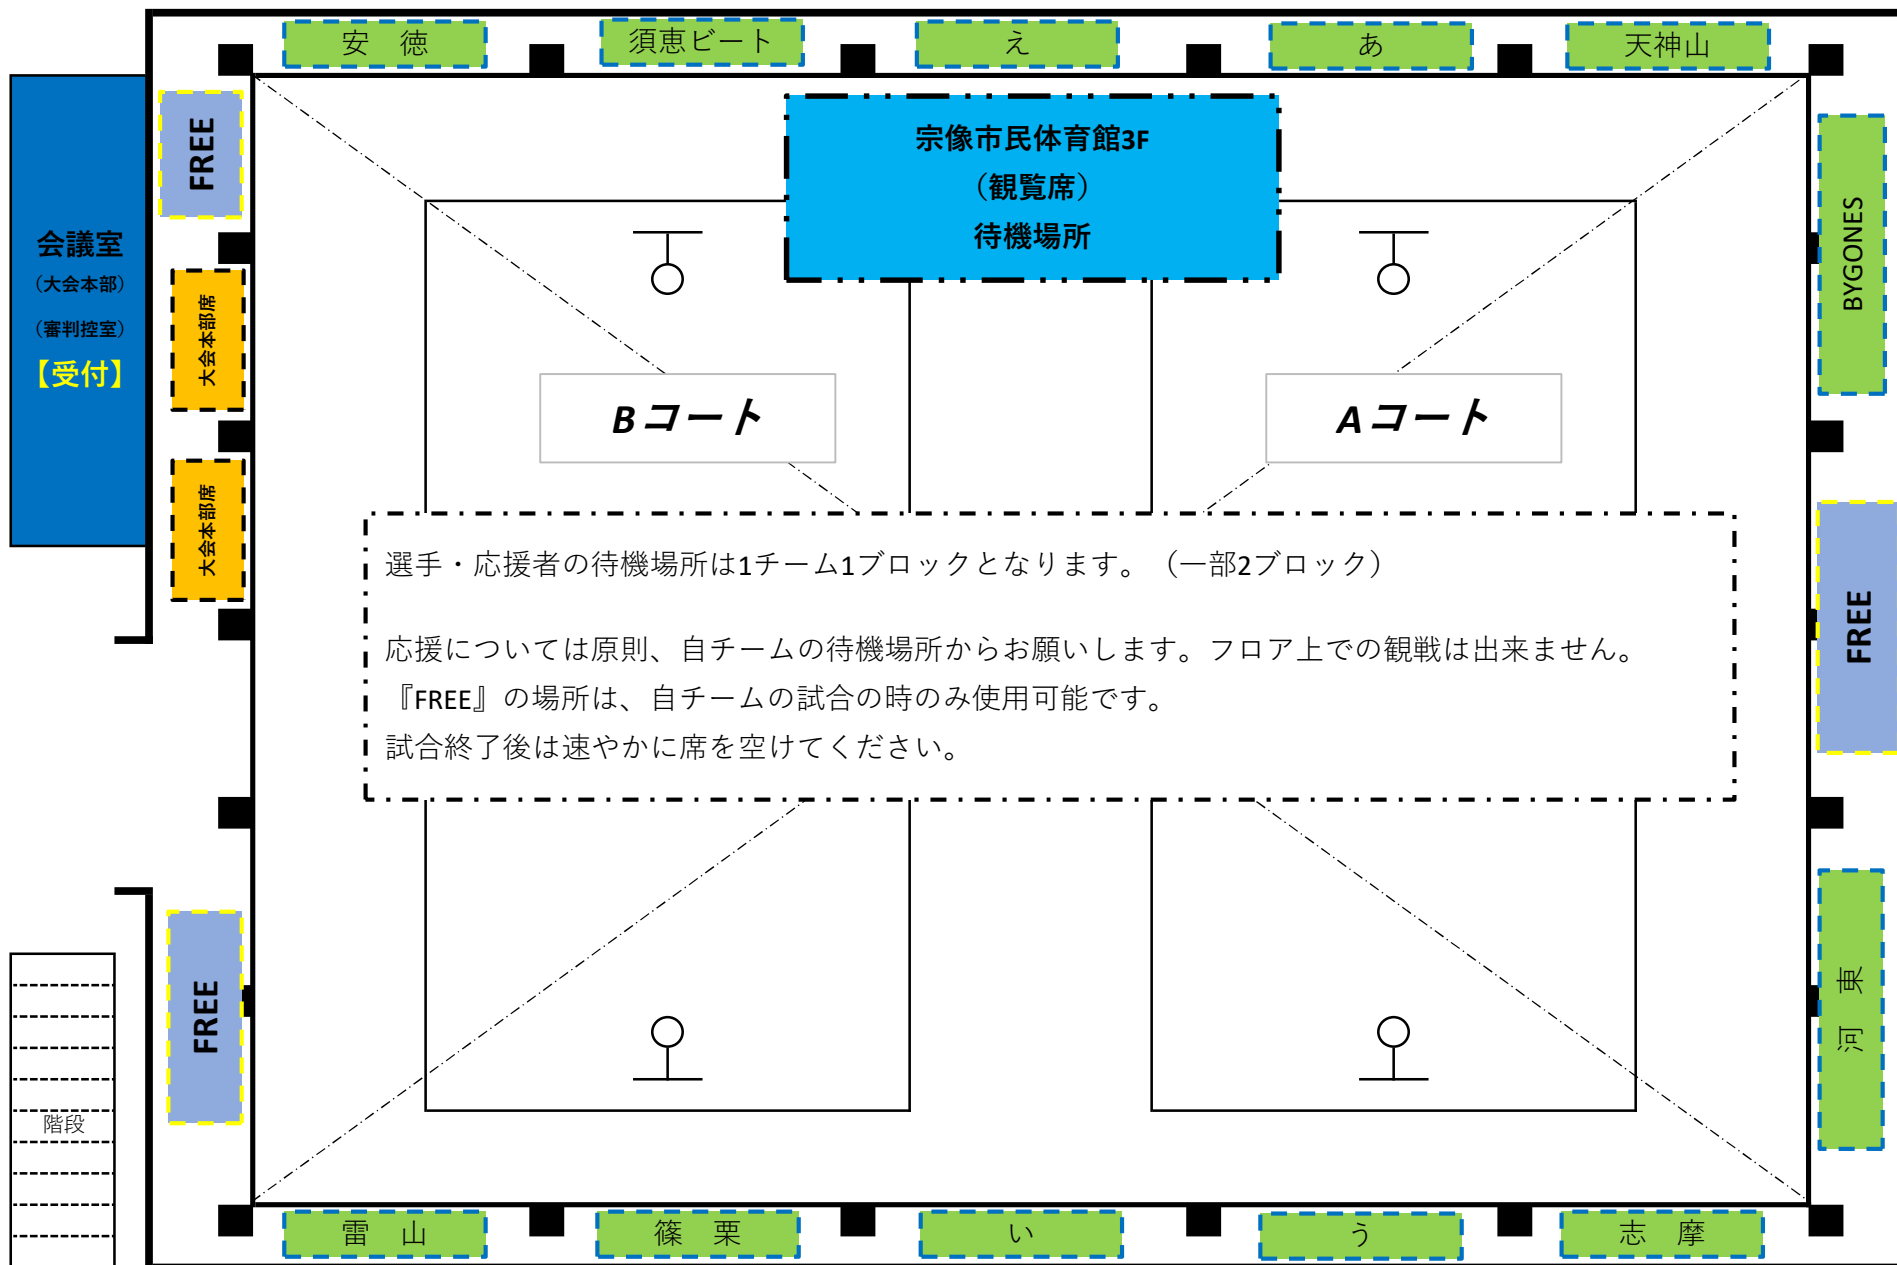 安　徳
須恵ビート
え
あ
天神山
FREE
宗像市民体育館3F
（観覧席）
待機場所
会議室
（大会本部）
（審判控室）
【受付】
大会本部席
大会本部席
BYGONES
Bコート
Aコート
選手・応援者の待機場所は1チーム1ブロックとなります。（一部2ブロック）
応援については原則、自チームの待機場所からお願いします。フロア上での観戦は出来ません。
『FREE』の場所は、自チームの試合の時のみ使用可能です。
試合終了後は速やかに席を空けてください。
FREE
FREE
河　東
階段
雷　山
篠　栗
い
う
志　摩